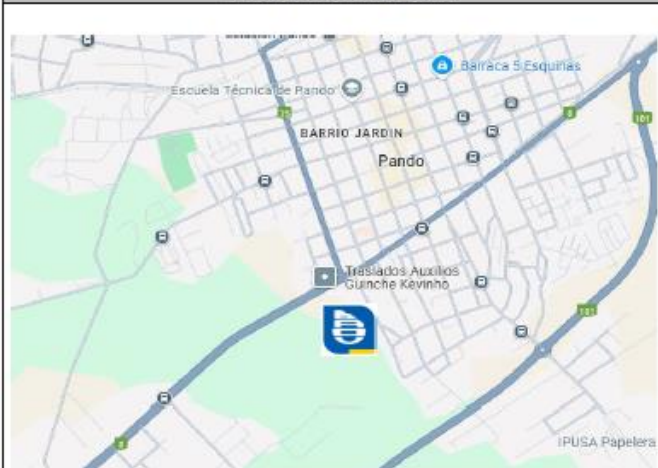 Barraca 5 Esquinas
Escuela Técnica de Pando
75
8
101
BARRIO JARDIN
Pando
Traslados Auxilios
Guinche Kevinho
101
8
IPUSA Papelera